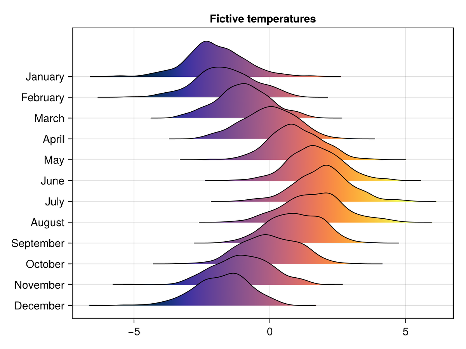 Fictive temperatures
January
February
March
April
May
June
July
August
September
October
November
December
−5 0 5